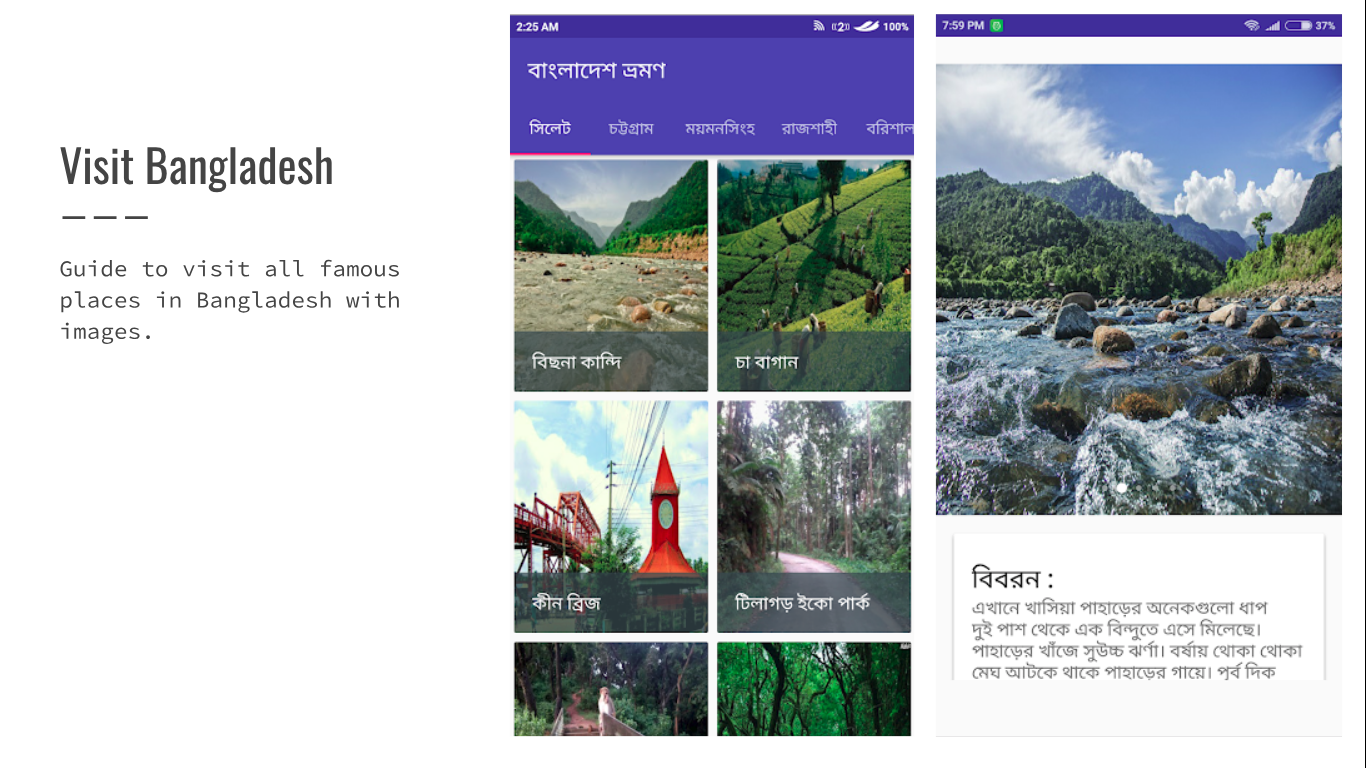 Visit Bangladesh
Guide to visit all famous
places in Bangladesh with
images.
2:25 AM
2
100%
বাংলাদেশ ভ্রমণ
সিলেট চট্টগ্রাম ময়মনসিংহ রাজশাহী বরিশাল
বিছনা কান্দি
চা বাগান
কীন ব্রিজ
টিলাগড় ইকো পার্ক
7:59 PM
37%
বিবরন :
এখানে খাসিয়া পাহাড়ের অনেকগুলো ধাপ
দুই পাশ থেকে এক বিন্দুতে এসে মিলেছে।
পাহাড়ের খাঁজে সুউচ্চ ঝর্ণা। বর্ষায় থোকা থোকা
মেঘ আটকে থাকে পাহাড়ের গায়ে। পূর্ব দিক